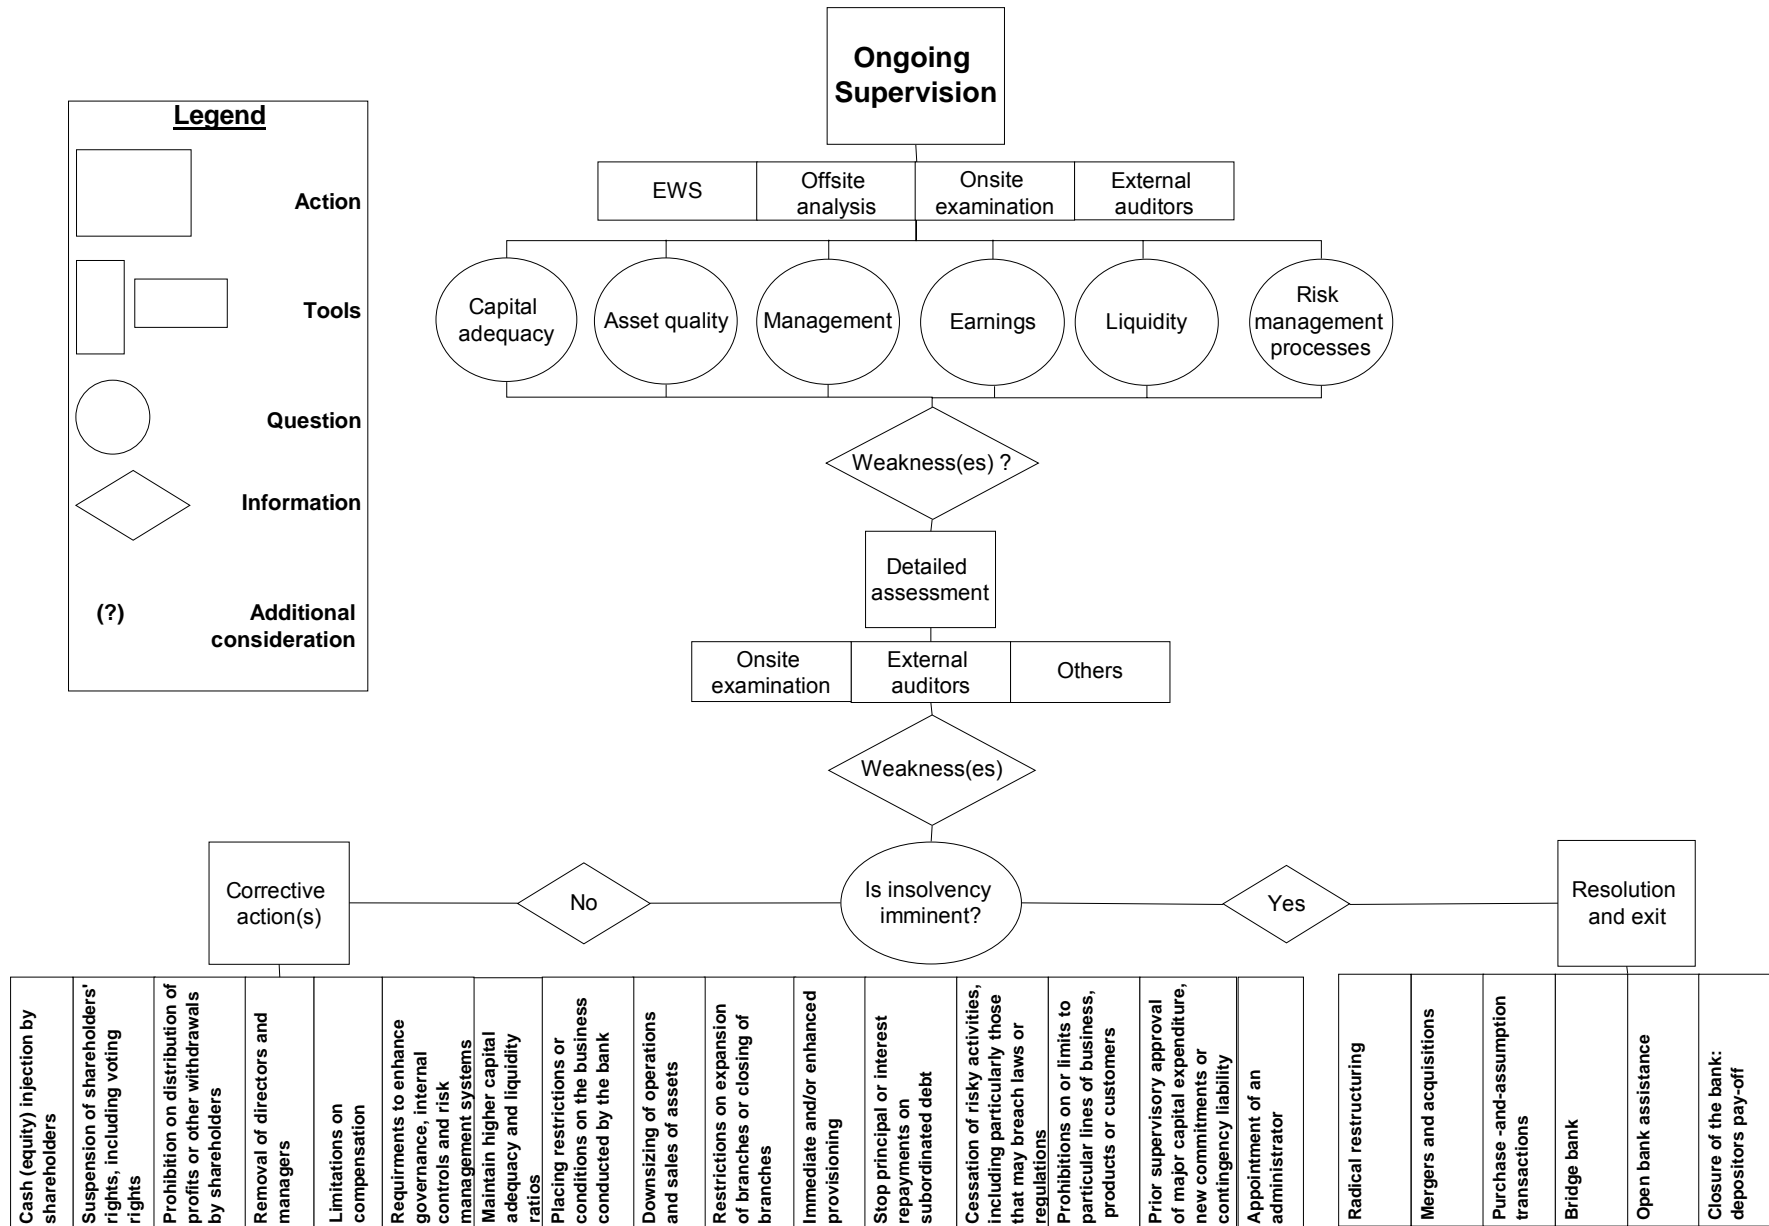 Ongoing
Supervision
Legend
Action
Tools
Question
Information
(?)
Additional
consideration
EWS
Offsite
analysis
Onsite
examination
External
auditors
Capital
adequacy
Asset quality
Management
Earnings
Liquidity
Risk
management
processes
Weakness(es) ?
Detailed
assessment
Onsite
examination
External
auditors
Others
Weakness(es)
Corrective
action(s)
No
Is insolvency
imminent?
Yes
Resolution
and exit
Cash (equity) injection by
shareholders
Suspension of shareholders'
rights, including voting
rights
Prohibition on distribution of
profits or other withdrawals
by shareholders
Removal of directors and
managers
Limitations on
compensation
Requirments to enhance
governance, internal
controls and risk
management systems
Maintain higher capital
adequacy and liquidity
ratios
Placing restrictions or
conditions on the business
conducted by the bank
Downsizing of operations
and sales of assets
Restrictions on expansion
of branches or closing of
branches
Immediate and/or enhanced
provisioning
Stop principal or interest
repayments on
subordinated debt
Cessation of risky activities,
including particularly those
that may breach laws or
regulations
Prohibitions on or limits to
particular lines of business,
products or customers
Prior supervisory approval
of major capital expenditure,
new commitments or
contingency liability
Appointment of an
administrator
Radical restructuring
Mergers and acquisitions
Purchase -and-assumption
transactions
Bridge bank
Open bank assistance
Closure of the bank:
depositors pay-off